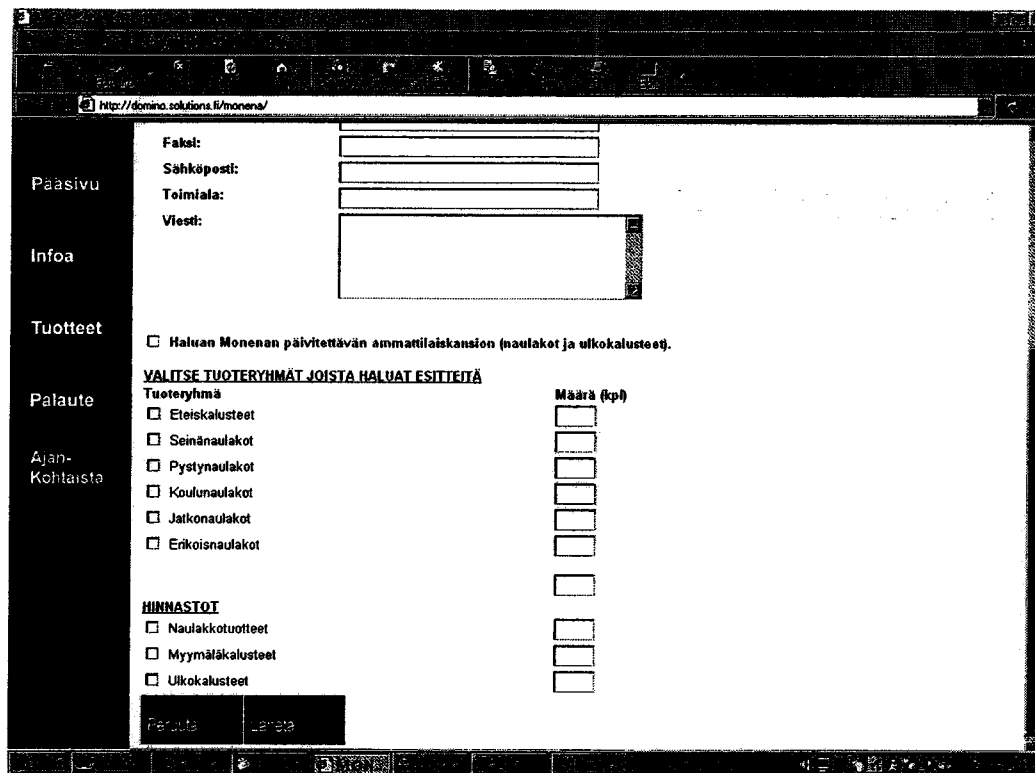 http://domino.solutions.fi/monena/
Pääsivu
Infoa
Tuotteet
Palaute
Ajan-
Kohtaista
Faksi:
Sähköposti:
Toimiala:
Viesti:
Haluan Monenan päivitettävän ammattilaiskansion (naulakot ja ulkokalusteet).
VALITSE TUOTERYHMÄT JOISTA HALUAT ESITTEITÄ
Tuoteryhmä Määrä (kpl)
Eteiskalusteet
Seinänaulakot
Pystynaulakot
Koulunaulakot
Jatkonaulakot
Erikoisnaulakot
HINNASTOT
Naulakkotuotteet
Myymäläkalusteet
Ulkokalusteet
Peruuta Laheta